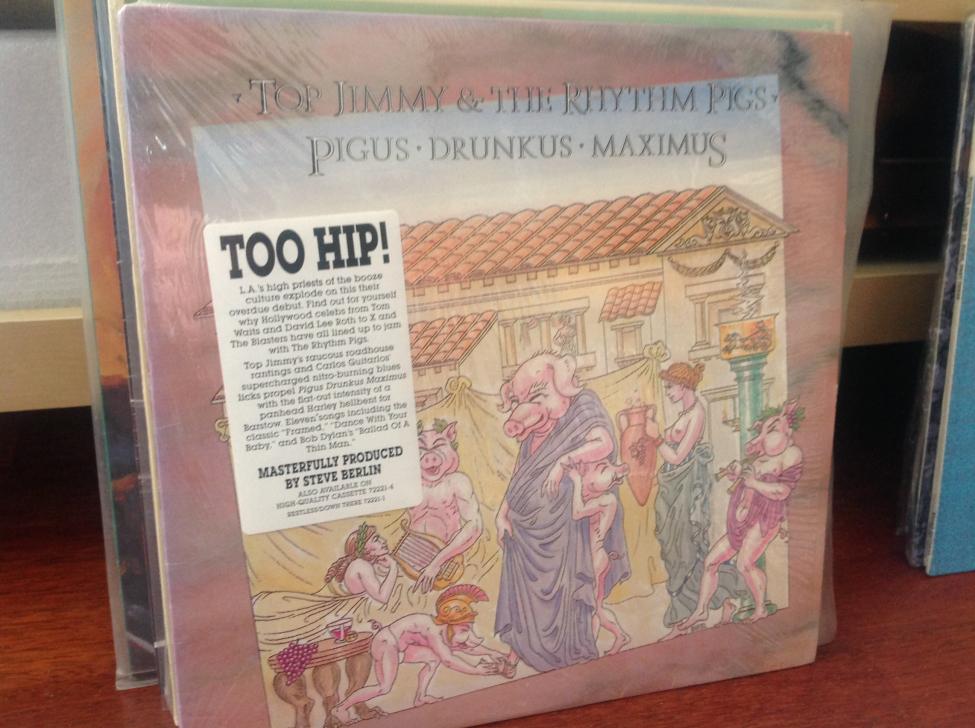 TOP JIMMY & THE RHYTHM PIGS
PIGUS · DRUNKUS · MAXIMUS
TOO HIP!
L.A.'s high priests of the booze
culture explode on this their
overdue debut. Find out for yourself
why Hollywood celebs from Tom
Waits and David Lee Roth to X and
The Blasters have all lined up to jam
with The Rhythm Pigs.
Top Jimmy's raucous roadhouse
rantings and Carlos Guitarlos'
supercharged nitro-burning blues
licks propel Pigus Drunkus Maximus
with the flat-out intensity of a
panhead Harley hellbent for
Barstow. Eleven songs including the
classic "Framed," "Dance With Your
Baby," and Bob Dylan's "Ballad Of A
Thin Man."
MASTERFULLY PRODUCED
BY STEVE BERLIN
ALSO AVAILABLE ON
HIGH-QUALITY CASSETTE 72221-4
RESTLESS/DOWN THERE 72221-1